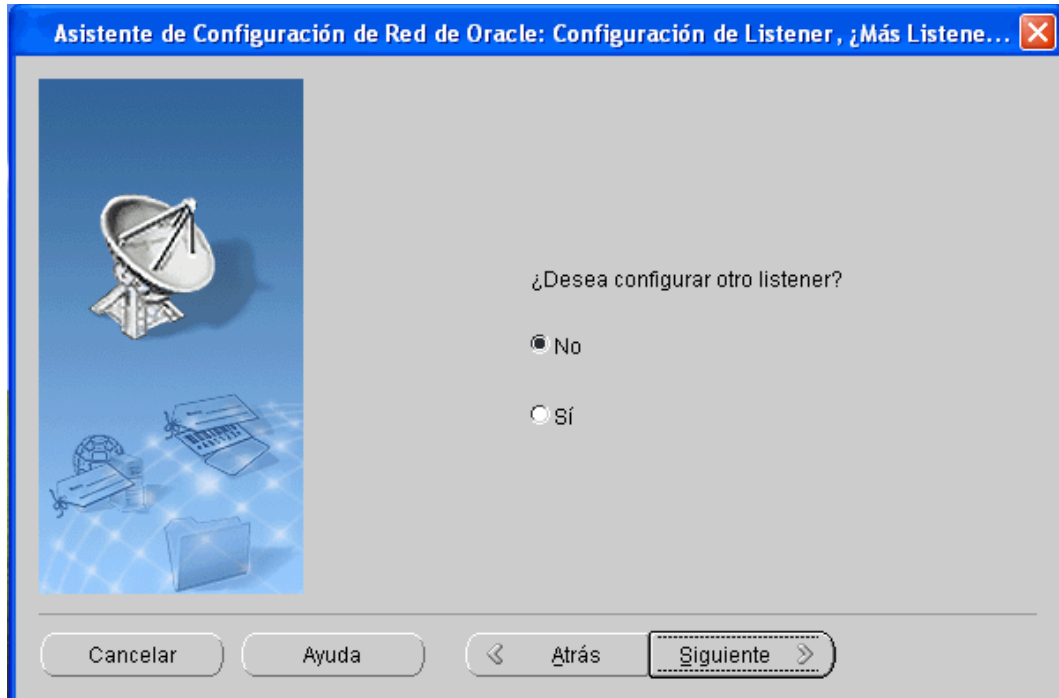 Asistente de Configuración de Red de Oracle: Configuración de Listener, ¿Más Listene...
¿Desea configurar otro listener?
No
Sí
Cancelar
Ayuda
Atrás
Siguiente